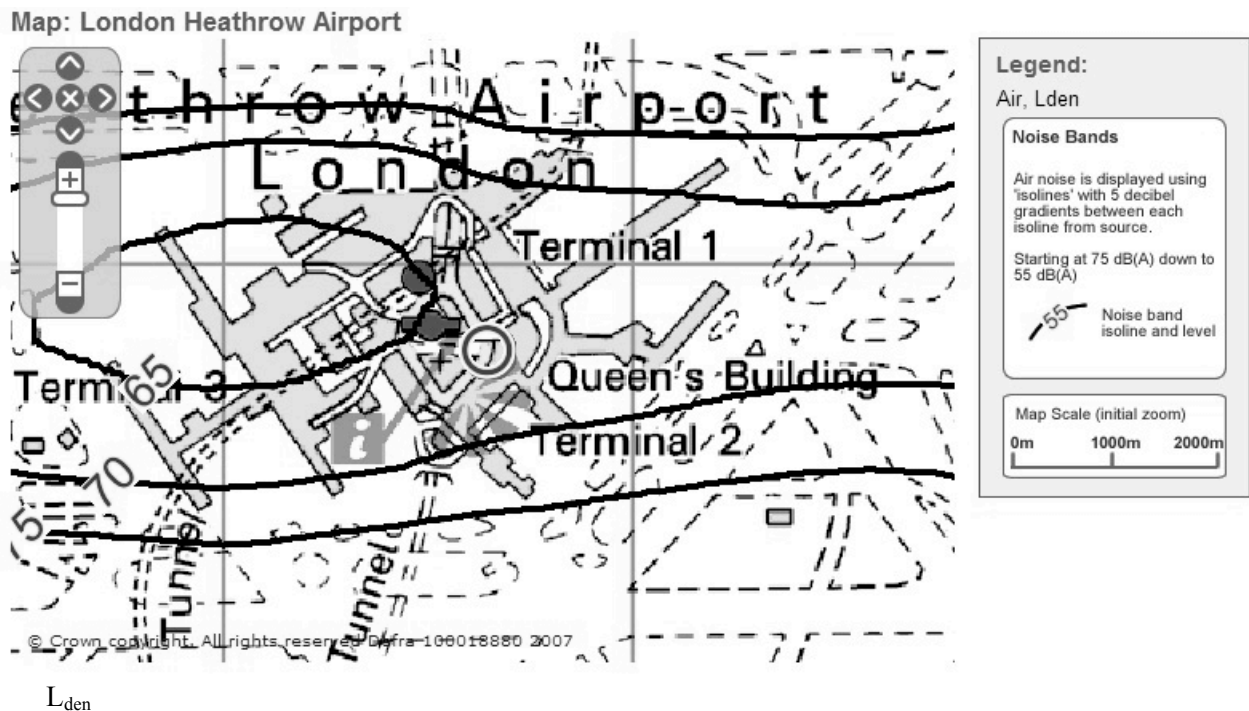 Map: London Heathrow Airport
throw Airport
London
Terminal 1
Terminal 3
65
Queen's Building
Terminal 2
70
Tunnel
Tunnel
© Crown copyright. All rights reserved Defra 100018880 2007
Legend:
Air, Lden
Noise Bands
Air noise is displayed using
'isolines' with 5 decibel
gradients between each
isoline from source.
Starting at 75 dB(A) down to
55 dB(A)
55
Noise band
isoline and level
Map Scale (initial zoom)
0m 1000m 2000m
Lden